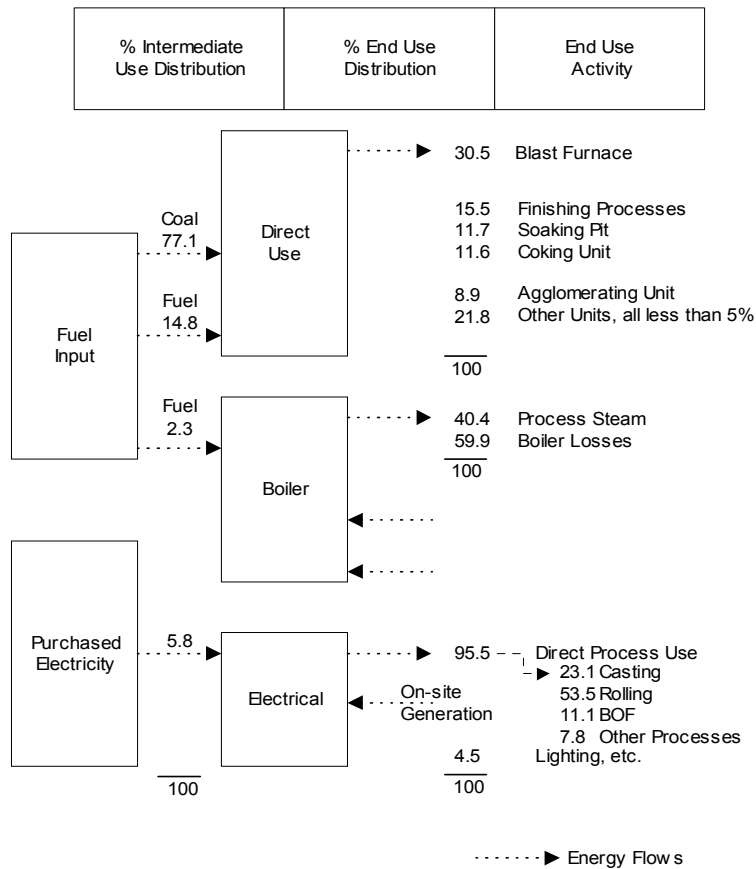 % Intermediate
Use Distribution
% End Use
Distribution
End Use
Activity
Fuel
Input
Coal
77.1
Fuel
14.8
Direct
Use
30.5 Blast Furnace
15.5 Finishing Processes
11.7 Soaking Pit
11.6 Coking Unit
8.9 Agglomerating Unit
21.8 Other Units, all less than 5%
100
Fuel
2.3
Boiler
40.4 Process Steam
59.9 Boiler Losses
100
Purchased
Electricity
5.8
Electrical
95.5 Direct Process Use
23.1 Casting
53.5 Rolling
11.1 BOF
7.8 Other Processes
On-site
Generation
4.5 Lighting, etc.
100
100
Energy Flows